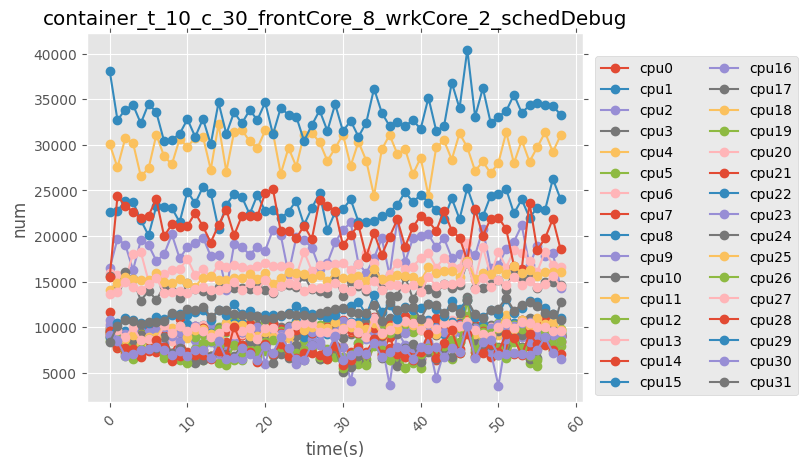 container_t_10_c_30_frontCore_8_wrkCore_2_schedDebug
40000
35000
30000
25000
20000
15000
10000
5000
num
0
10
20
30
40
50
60
time(s)
cpu0
cpu1
cpu2
cpu3
cpu4
cpu5
cpu6
cpu7
cpu8
cpu9
cpu10
cpu11
cpu12
cpu13
cpu14
cpu15
cpu16
cpu17
cpu18
cpu19
cpu20
cpu21
cpu22
cpu23
cpu24
cpu25
cpu26
cpu27
cpu28
cpu29
cpu30
cpu31